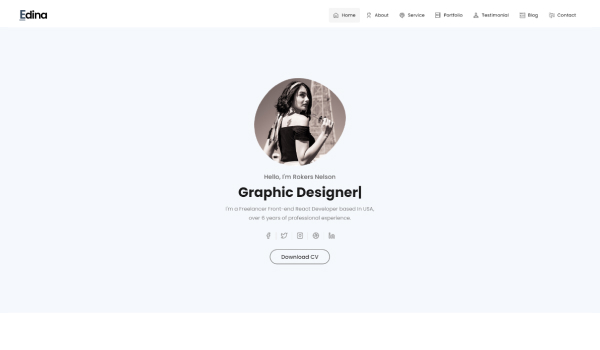 Edina
Home
About
Service
Portfolio
Testimonial
Blog
Contact
Hello, I'm Rokers Nelson
Graphic Designer|
I'm a Freelancer Front-end React Developer based in USA,
over 6 years of professional experience.
Download CV